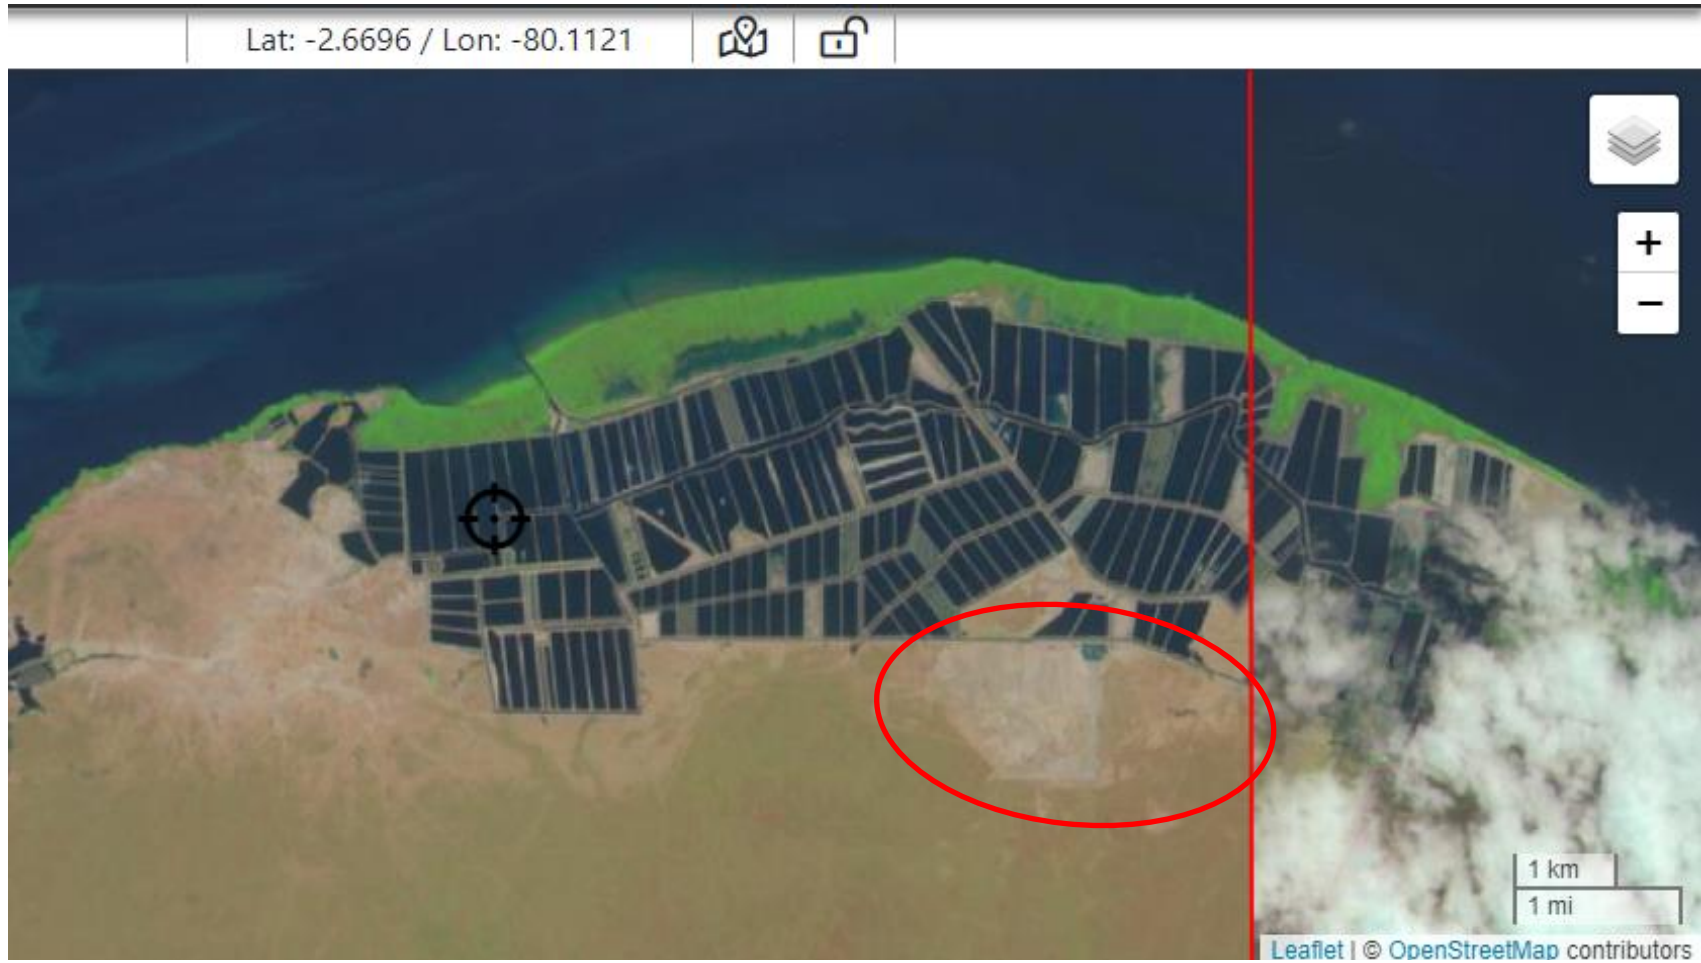 Lat: -2.6696 / Lon: -80.1121
+
−
1 km
1 mi
Leaflet | © OpenStreetMap contributors